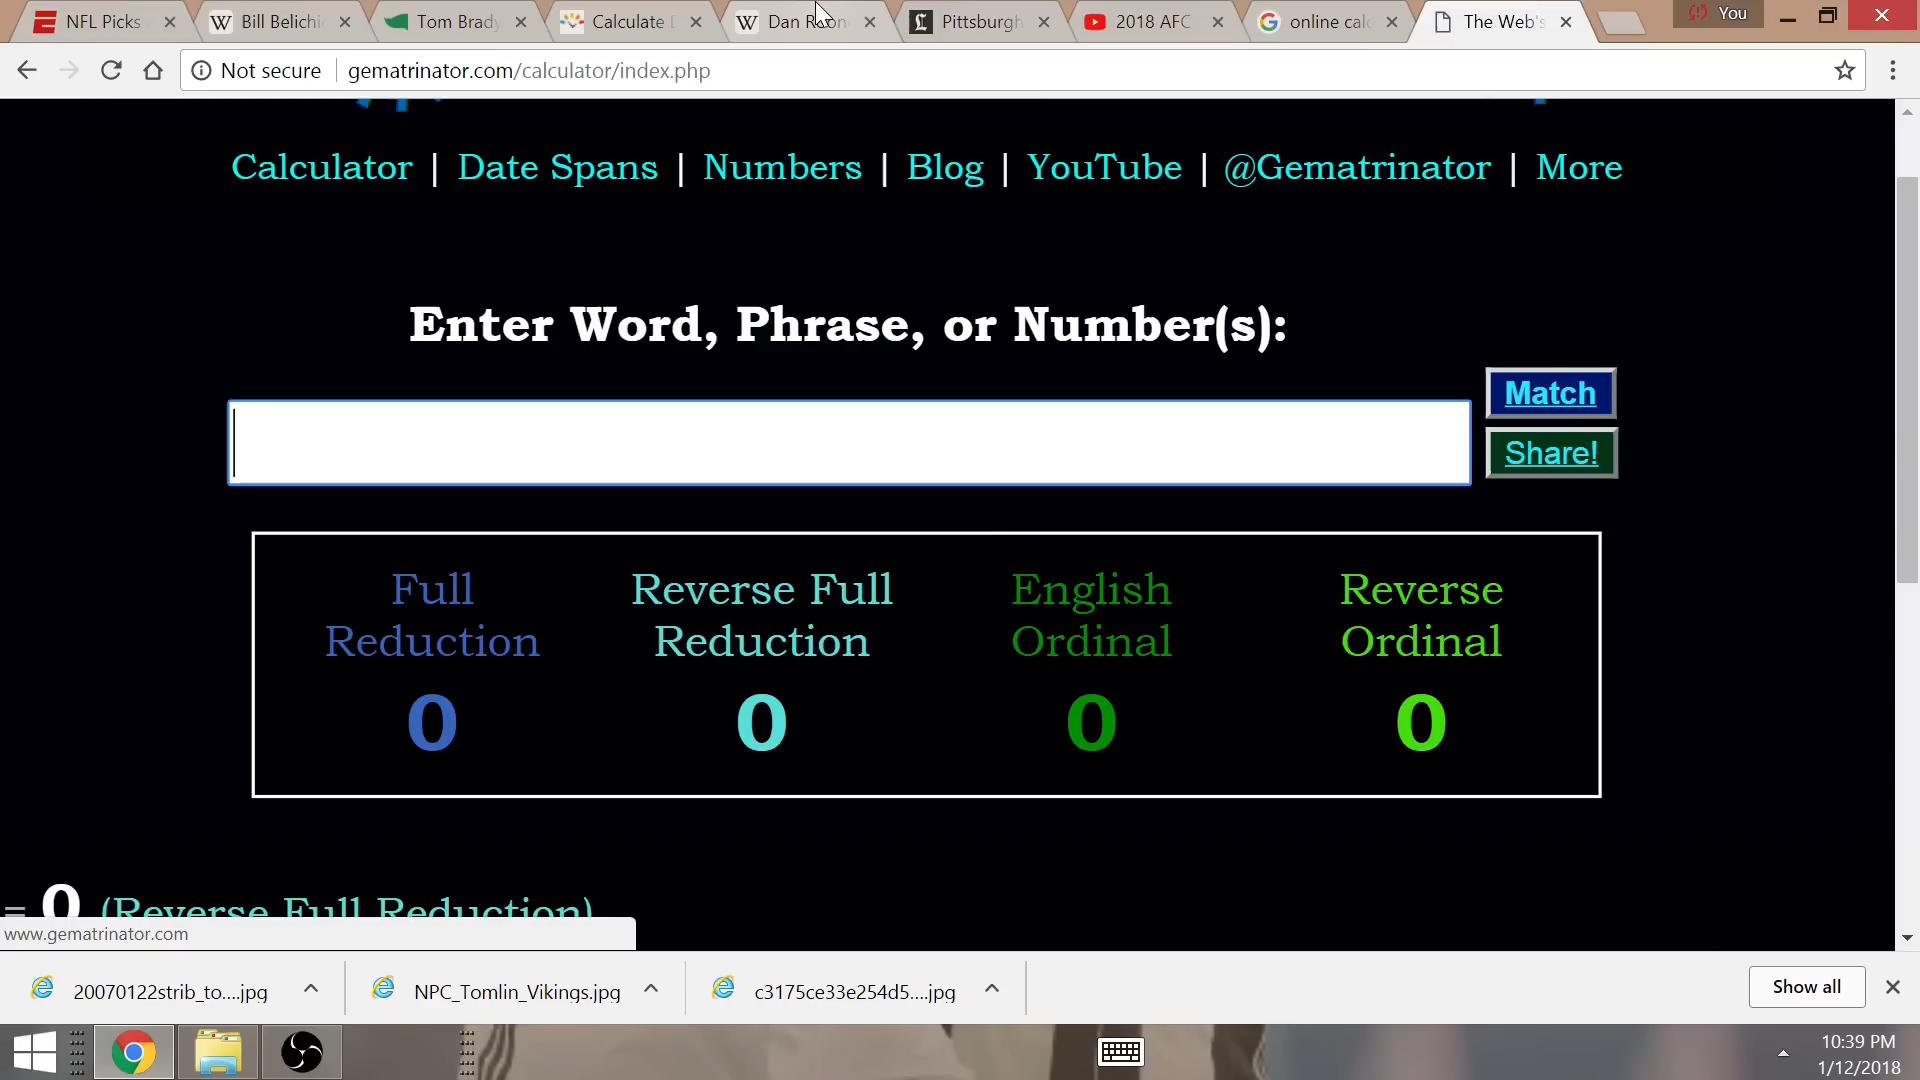 NFL Picks
Bill Belichi
Tom Brady
Calculate
Dan Roone
Pittsburgh
2018 AFC
online calc
The Web's
You
Not secure
gematrinator.com/calculator/index.php
Calculator | Date Spans | Numbers | Blog | YouTube | @Gematrinator | More
Enter Word, Phrase, or Number(s):
Match
Share!
Full Reduction
0
Reverse Full Reduction
0
English Ordinal
0
Reverse Ordinal
0
= 0 (Reverse Full Reduction)
www.gematrinator.com
20070122strib_to....jpg
NPC_Tomlin_Vikings.jpg
c3175ce33e254d5....jpg
Show all
10:39 PM
1/12/2018